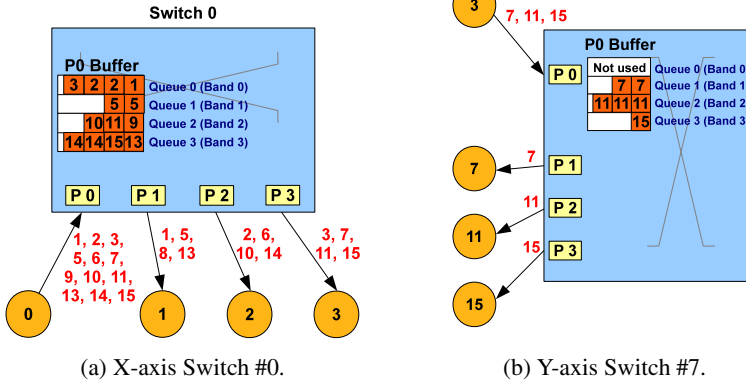 Switch 0
P0 Buffer
3 2 2 1 Queue 0 (Band 0)
5 5 Queue 1 (Band 1)
10 11 9 Queue 2 (Band 2)
14 14 15 13 Queue 3 (Band 3)
P 0 P 1 P 2 P 3
1, 2, 3,
5, 6, 7,
9, 10, 11,
13, 14, 15
1, 5,
8, 13
2, 6,
10, 14
3, 7,
11, 15
0 1 2 3
(a) X-axis Switch #0.
3
7, 11, 15
P0 Buffer
P 0
Not used Queue 0 (Band 0
7 7 Queue 1 (Band 1
11 11 11 Queue 2 (Band 2
15 Queue 3 (Band 3
7
7
P 1
11
11
P 2
15
15
P 3
(b) Y-axis Switch #7.